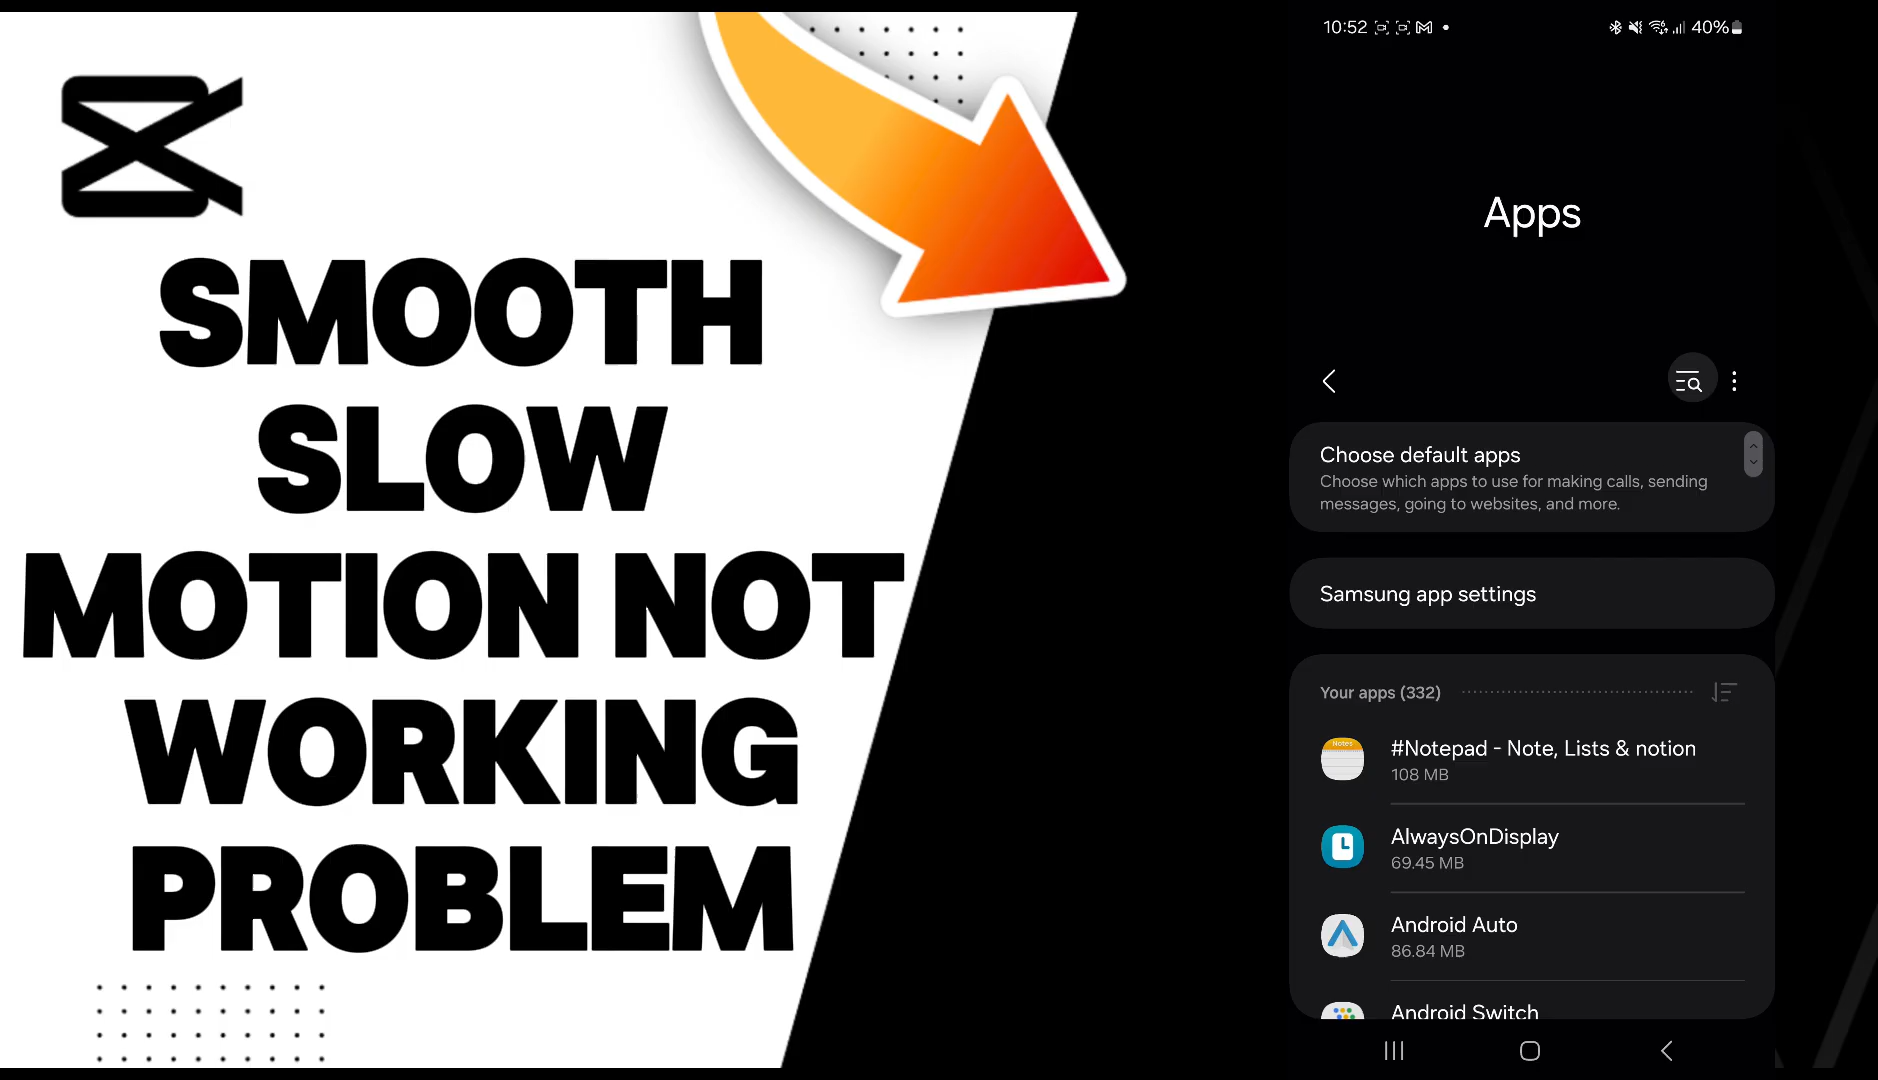 SMOOTH
SLOW
MOTION NOT
WORKING
PROBLEM
10:52
40%
Apps
Choose default apps
Choose which apps to use for making calls, sending
messages, going to websites, and more.
Samsung app settings
Your apps (332)
Notes
#Notepad - Note, Lists & notion
108 MB
AlwaysOnDisplay
69.45 MB
Android Auto
86.84 MB
Android Switch